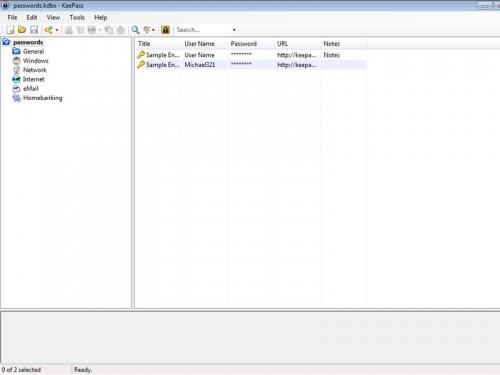 passwords.kdbx - KeePass
File Edit View Tools Help
Search...
passwords
General
Windows
Network
Internet
eMail
Homebanking
Title User Name Password URL Notes
Sample En... User Name ******** http://keepa... Notes
Sample En... Michael321 ******** http://keepa...
0 of 2 selected Ready.